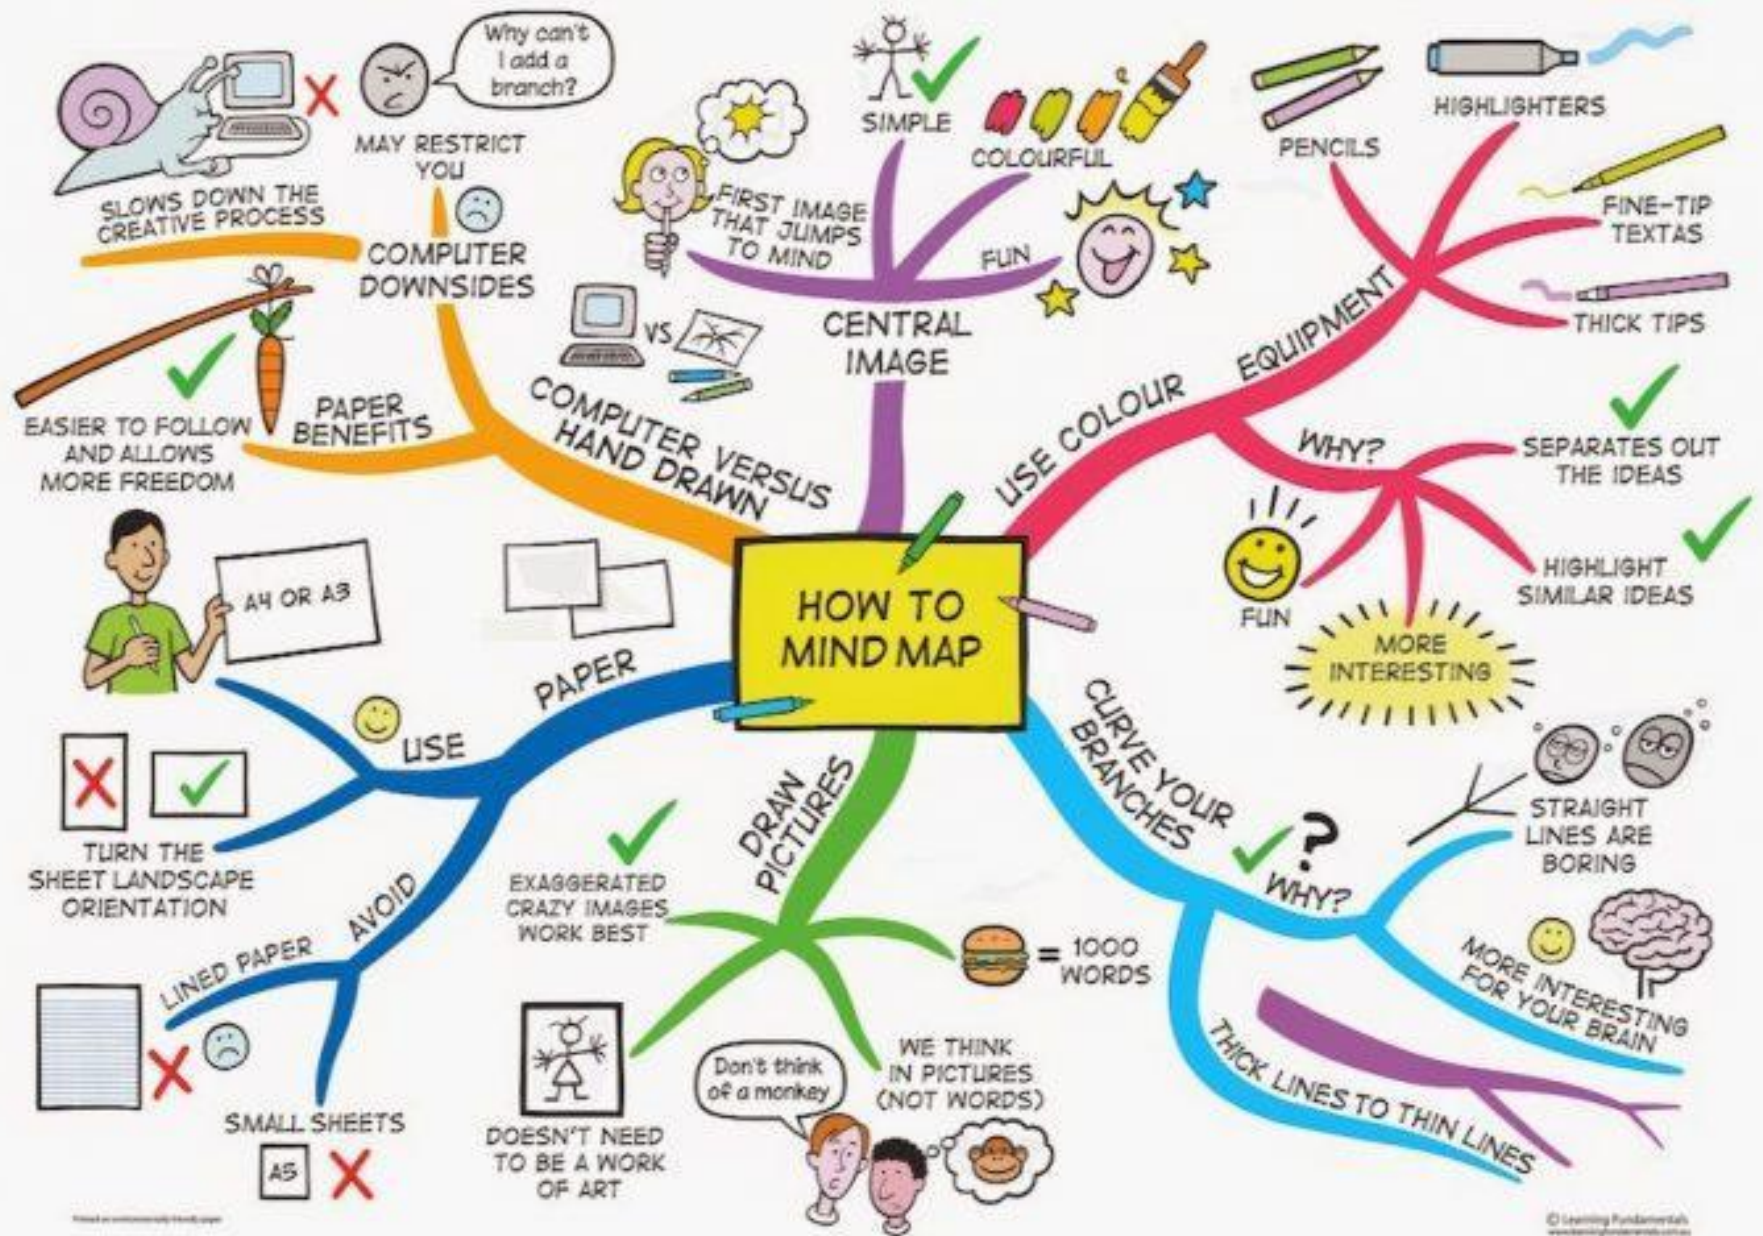 HOW TO
MIND MAP
CENTRAL
IMAGE
FIRST IMAGE
THAT JUMPS
TO MIND
SIMPLE
COLOURFUL
FUN
USE COLOUR
EQUIPMENT
PENCILS
HIGHLIGHTERS
FINE-TIP
TEXTAS
THICK TIPS
WHY?
SEPARATES OUT
THE IDEAS
HIGHLIGHT
SIMILAR IDEAS
MORE
INTERESTING
FUN
CURVE YOUR
BRANCHES
?
WHY?
STRAIGHT
LINES ARE
BORING
MORE INTERESTING
FOR YOUR BRAIN
THICK LINES TO THIN LINES
DRAW
PICTURES
= 1000
WORDS
WE THINK
IN PICTURES
(NOT WORDS)
Don't think
of a monkey
DOESN'T NEED
TO BE A WORK
OF ART
EXAGGERATED
CRAZY IMAGES
WORK BEST
PAPER
USE
A4 OR A3
TURN THE
SHEET LANDSCAPE
ORIENTATION
AVOID
LINED PAPER
SMALL SHEETS
A5
COMPUTER VERSUS
HAND DRAWN
VS
PAPER
BENEFITS
EASIER TO FOLLOW
AND ALLOWS
MORE FREEDOM
COMPUTER
DOWNSIDES
SLOWS DOWN THE
CREATIVE PROCESS
MAY RESTRICT
YOU
Why can't
I add a
branch?
© Learning Fundamentals